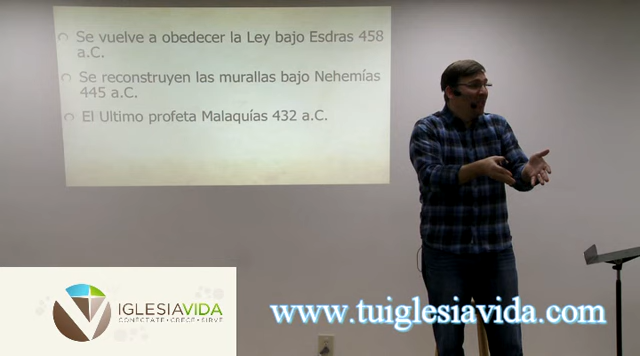 Se vuelve a obedecer la Ley bajo Esdras 458
a.C.
Se reconstruyen las murallas bajo Nehemías
445 a.C.
El Ultimo profeta Malaquías 432 a.C.
IGLESIAVIDA
CONÉCTATE • CRECE • SIRVE
www.tuiglesiavida.com